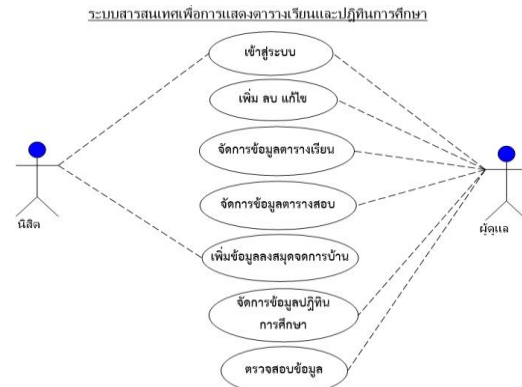 ระบบสารสนเทศเพื่อการแสดงตารางเรียนและปฎิทินการศึกษา
เข้าสู่ระบบ
เพิ่ม ลบ แก้ไข
จัดการข้อมูลตารางเรียน
จัดการข้อมูลตารางสอบ
นิสิต
ผู้ดูแล
เพิ่มข้อมูลลงสมุดจดการบ้าน
จัดการข้อมูลปฎิทิน
การศึกษา
ตรวจสอบข้อมูล